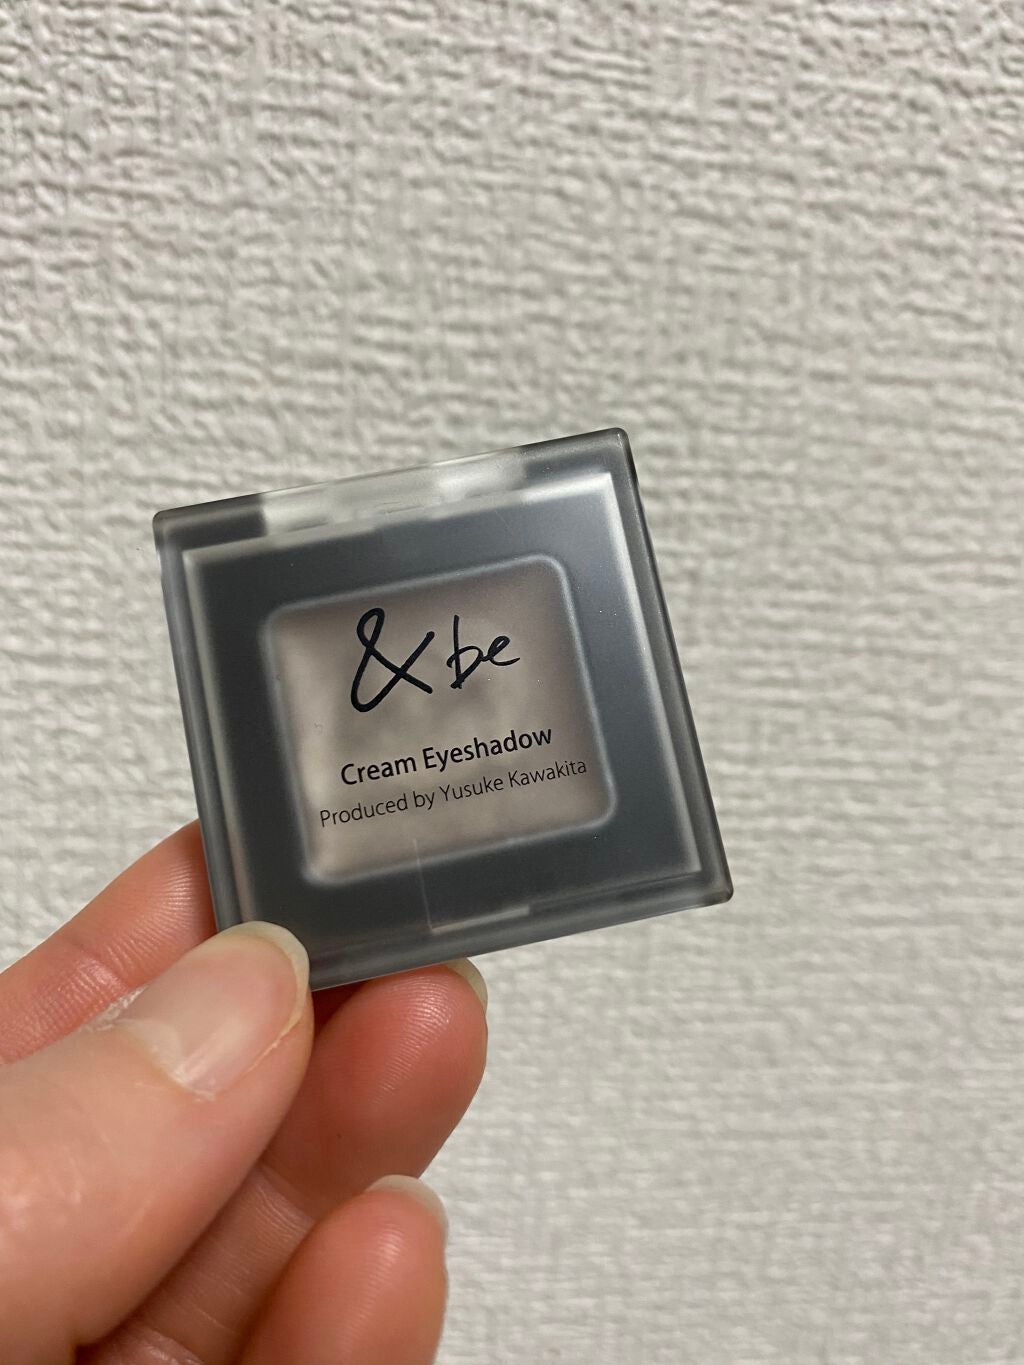 &be
Cream Eyeshadow
Produced by Yusuke Kawakita